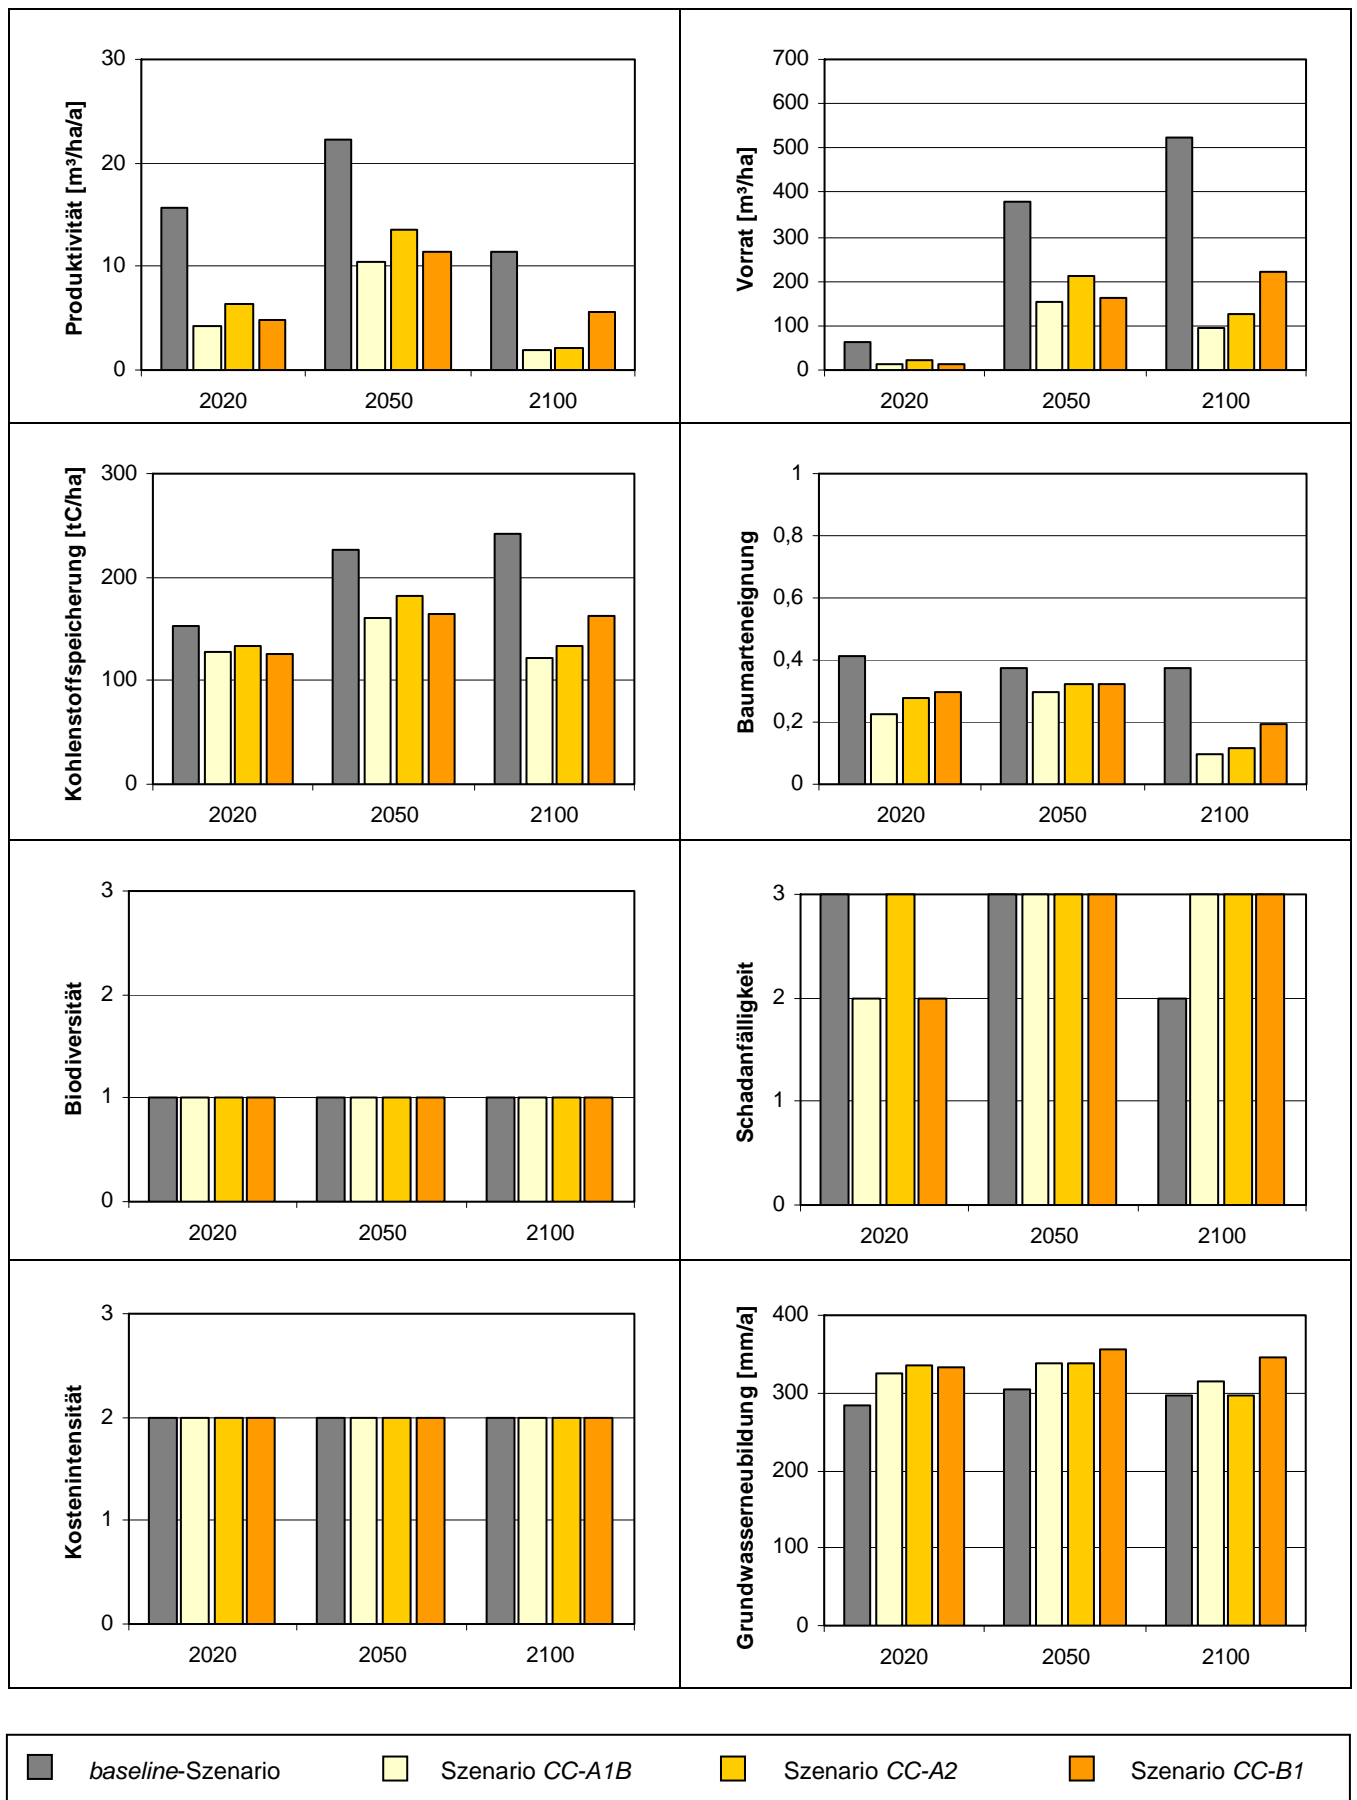 Produktivität [m³/ha/a]
30
20
10
0
2020 2050 2100
Vorrat [m³/ha]
700
600
500
400
300
200
100
0
2020 2050 2100
Kohlenstoffspeicherung [tC/ha]
300
200
100
0
2020 2050 2100
Baumarteneignung
1
0,8
0,6
0,4
0,2
0
2020 2050 2100
Biodiversität
3
2
1
0
2020 2050 2100
Schadanfälligkeit
3
2
1
0
2020 2050 2100
Kostenintensität
3
2
1
0
2020 2050 2100
Grundwasserneubildung [mm/a]
400
300
200
100
0
2020 2050 2100
baseline-Szenario Szenario CC-A1B Szenario CC-A2 Szenario CC-B1